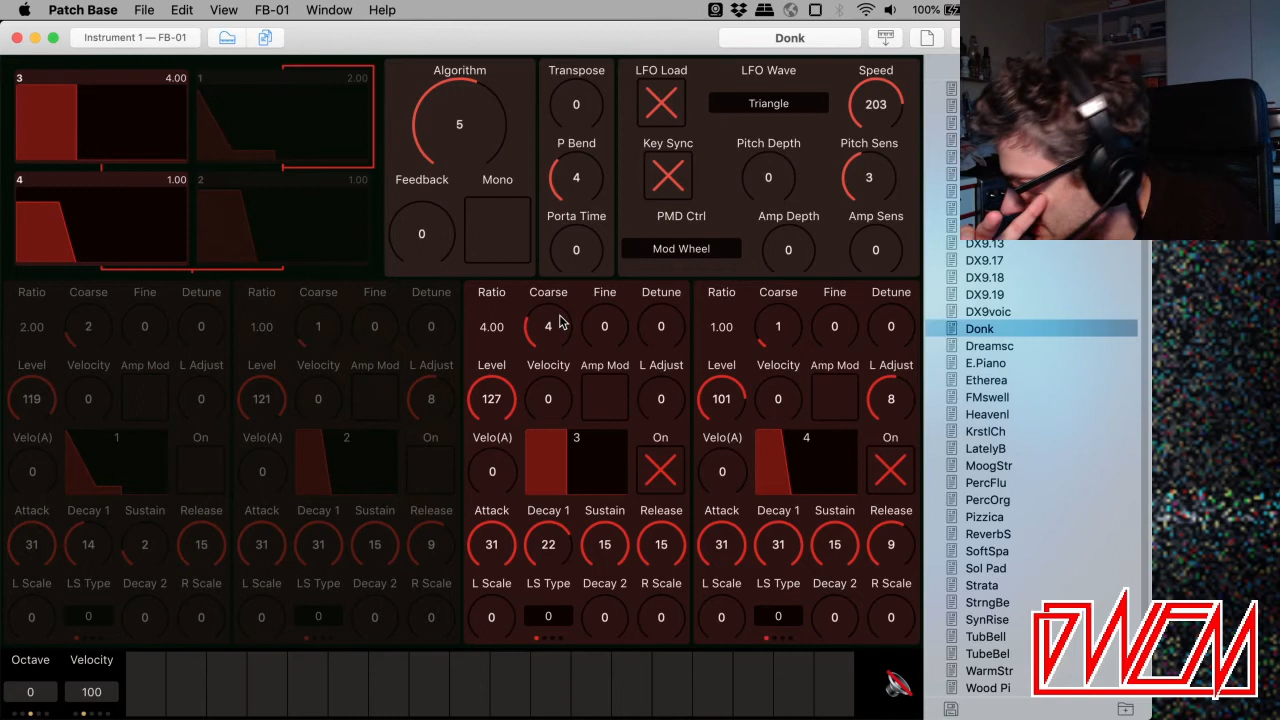 Patch Base File Edit View FB-01 Window Help 100%
Instrument 1 — FB-01
Donk
3 4.00
1 2.00
4 1.00
2 1.00
Algorithm
5
Feedback Mono
0
Transpose
0
P Bend
4
Porta Time
0
LFO Load LFO Wave Speed
Triangle 203
Key Sync Pitch Depth Pitch Sens
0 3
PMD Ctrl Amp Depth Amp Sens
Mod Wheel 0 0
Ratio Coarse Fine Detune
2.00 2 0 0
Level Velocity Amp Mod L Adjust
119 0 8
Velo(A) 1 On
0
Attack Decay 1 Sustain Release
31 14 2 15
L Scale LS Type Decay 2 R Scale
0 0 0 0
Ratio Coarse Fine Detune
1.00 1 0 0
Level Velocity Amp Mod L Adjust
121 0 8
Velo(A) 2 On
0
Attack Decay 1 Sustain Release
31 31 15 9
L Scale LS Type Decay 2 R Scale
0 0 0 0
Ratio Coarse Fine Detune
4.00 4 0 0
Level Velocity Amp Mod L Adjust
127 0 0
Velo(A) 3 On
0
Attack Decay 1 Sustain Release
31 22 15 15
L Scale LS Type Decay 2 R Scale
0 0 0 0
Ratio Coarse Fine Detune
1.00 1 0 0
Level Velocity Amp Mod L Adjust
101 0 8
Velo(A) 4 On
0
Attack Decay 1 Sustain Release
31 31 15 9
L Scale LS Type Decay 2 R Scale
0 0 0 0
Octave Velocity
0 100
DX9.13
DX9.17
DX9.18
DX9.19
DX9voic
Donk
Dreamsc
E.Piano
Etherea
FMswell
Heavenl
KrstlCh
LatelyB
MoogStr
PercFlu
PercOrg
Pizzica
ReverbS
SoftSpa
Sol Pad
Strata
StrngBe
SynRise
TubBell
TubeBel
WarmStr
Wood Pi